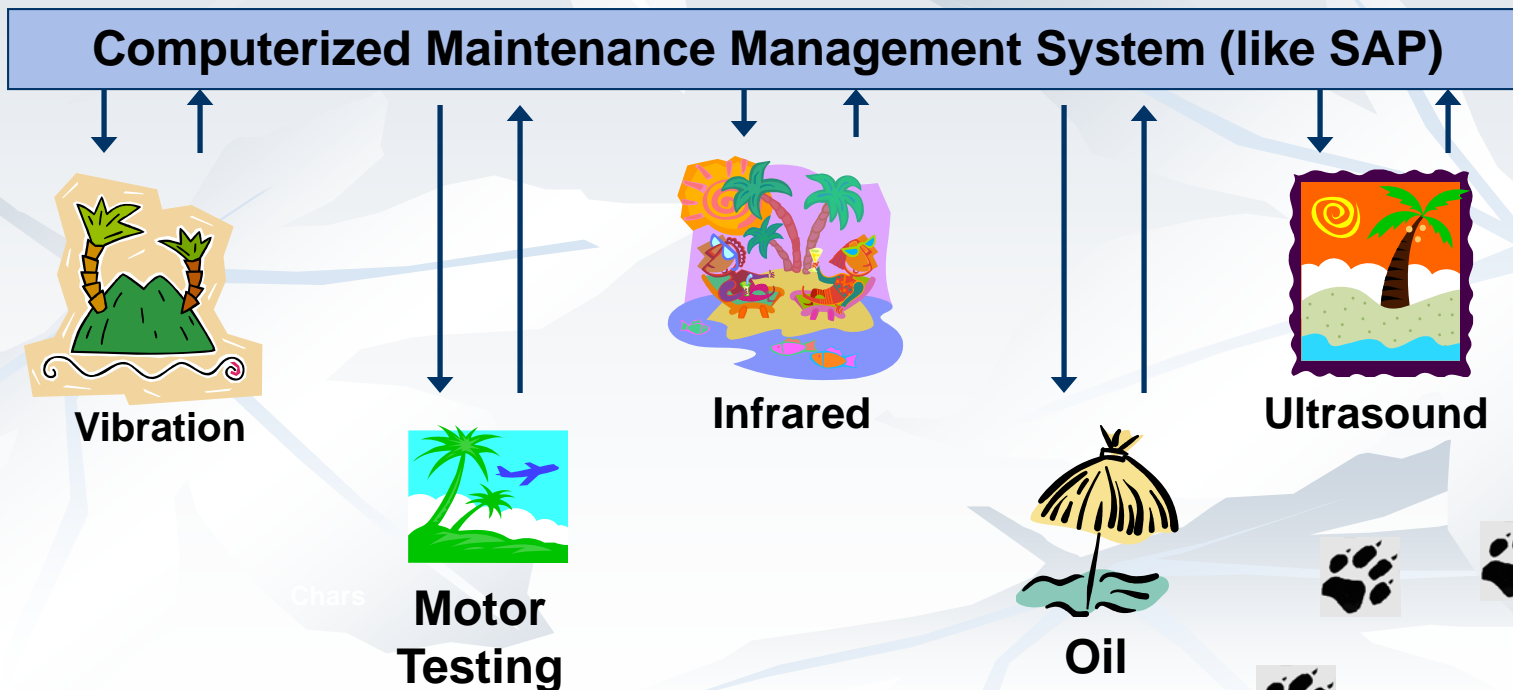 Computerized Maintenance Management System (like SAP)
Vibration
Infrared
Ultrasound
Chars
Motor
Testing
Oil